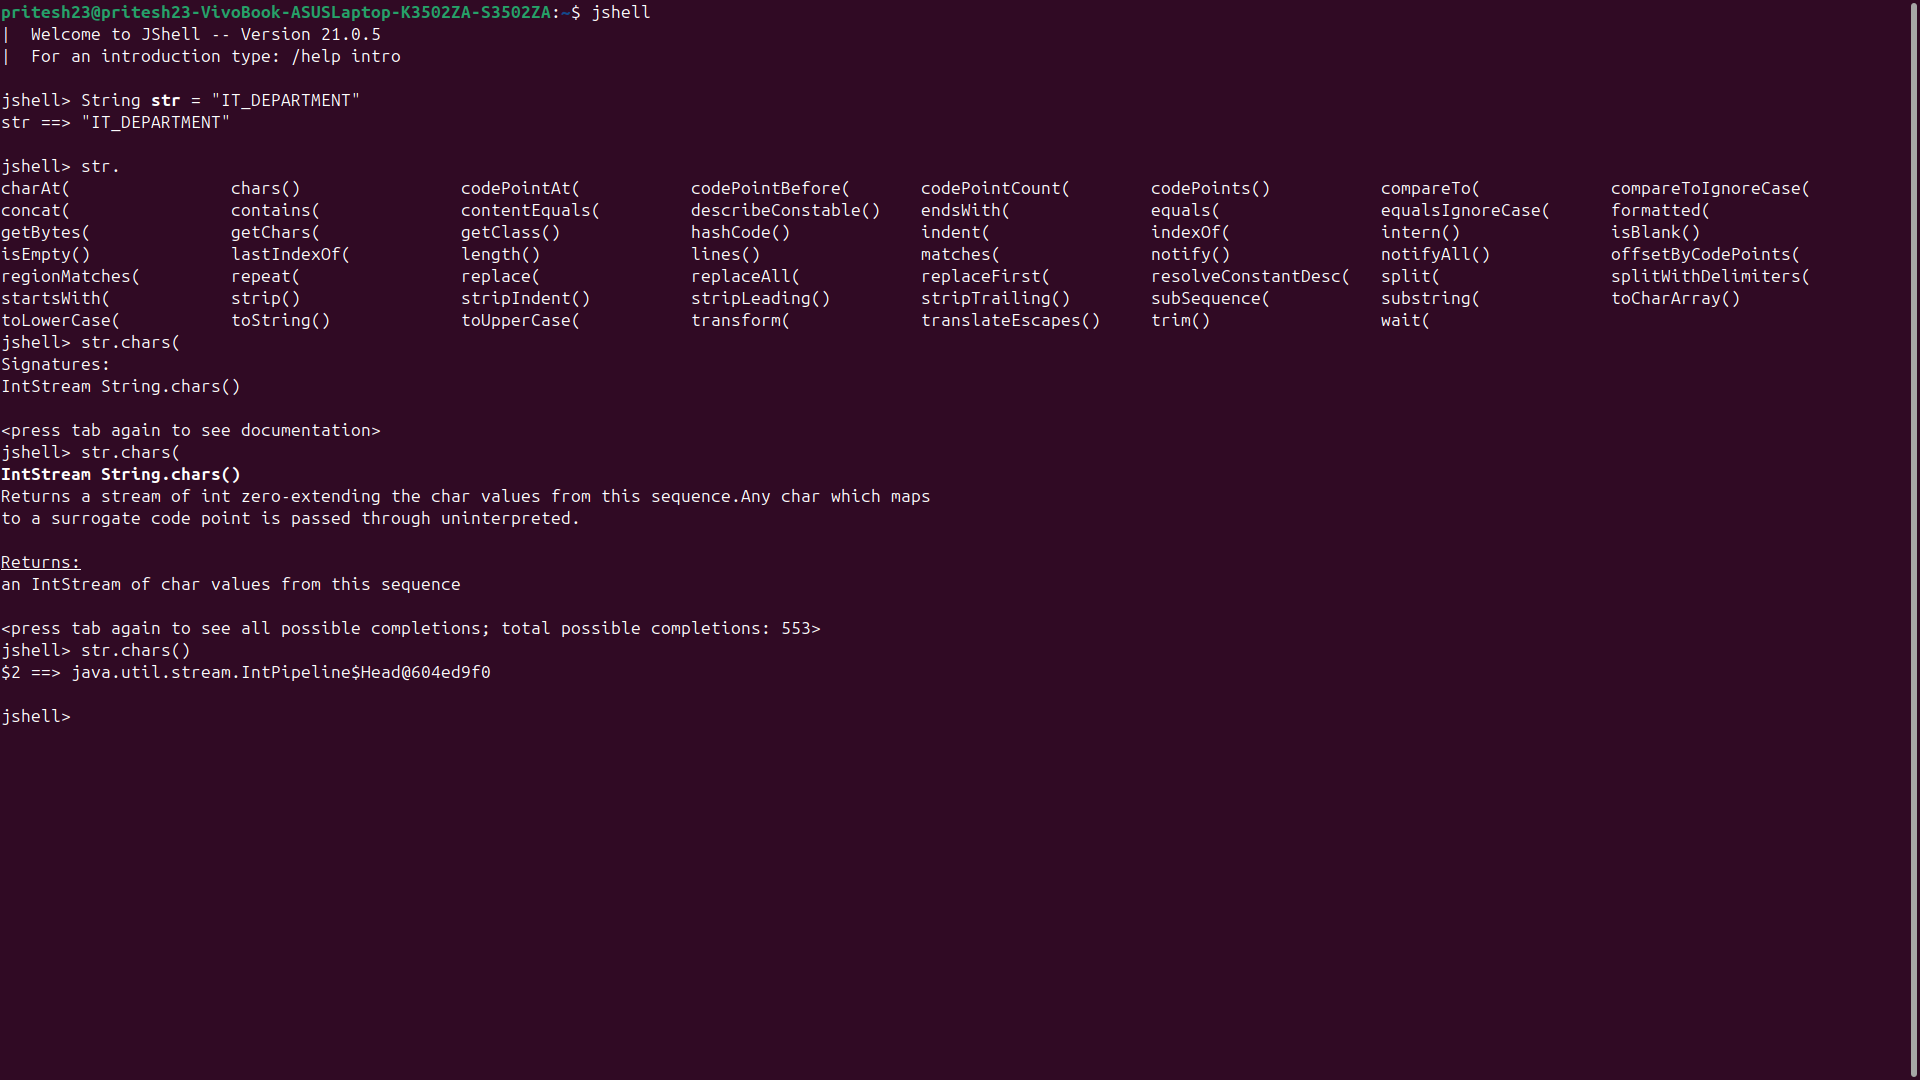 pritesh23@pritesh23-VivoBook-ASUSLaptop-K3502ZA-S3502ZA:~$ jshell
|  Welcome to JShell -- Version 21.0.5
|  For an introduction type: /help intro

jshell> String str = "IT_DEPARTMENT"
str ==> "IT_DEPARTMENT"

jshell> str.
charAt(                chars()                codePointAt(           codePointBefore(       codePointCount(        codePoints()           compareTo(             compareToIgnoreCase(
concat(                contains(              contentEquals(         describeConstable()    endsWith(              equals(                equalsIgnoreCase(      formatted(
getBytes(              getChars(              getClass()             hashCode()             indent(                indexOf(               intern()               isBlank()
isEmpty()              lastIndexOf(           length()               lines()                matches(               notify()               notifyAll()            offsetByCodePoints(
regionMatches(         repeat(                replace(               replaceAll(            replaceFirst(          resolveConstantDesc(   split(                 splitWithDelimiters(
startsWith(            strip()                stripIndent()          stripLeading()         stripTrailing()        subSequence(           substring(             toCharArray()
toLowerCase(           toString()             toUpperCase(           transform(             translateEscapes()     trim()                 wait(
jshell> str.chars(
Signatures:
IntStream String.chars()

<press tab again to see documentation>
jshell> str.chars(
IntStream String.chars()
Returns a stream of int zero-extending the char values from this sequence.Any char which maps
to a surrogate code point is passed through uninterpreted.

Returns:
an IntStream of char values from this sequence

<press tab again to see all possible completions; total possible completions: 553>
jshell> str.chars()
$2 ==> java.util.stream.IntPipeline$Head@604ed9f0

jshell>